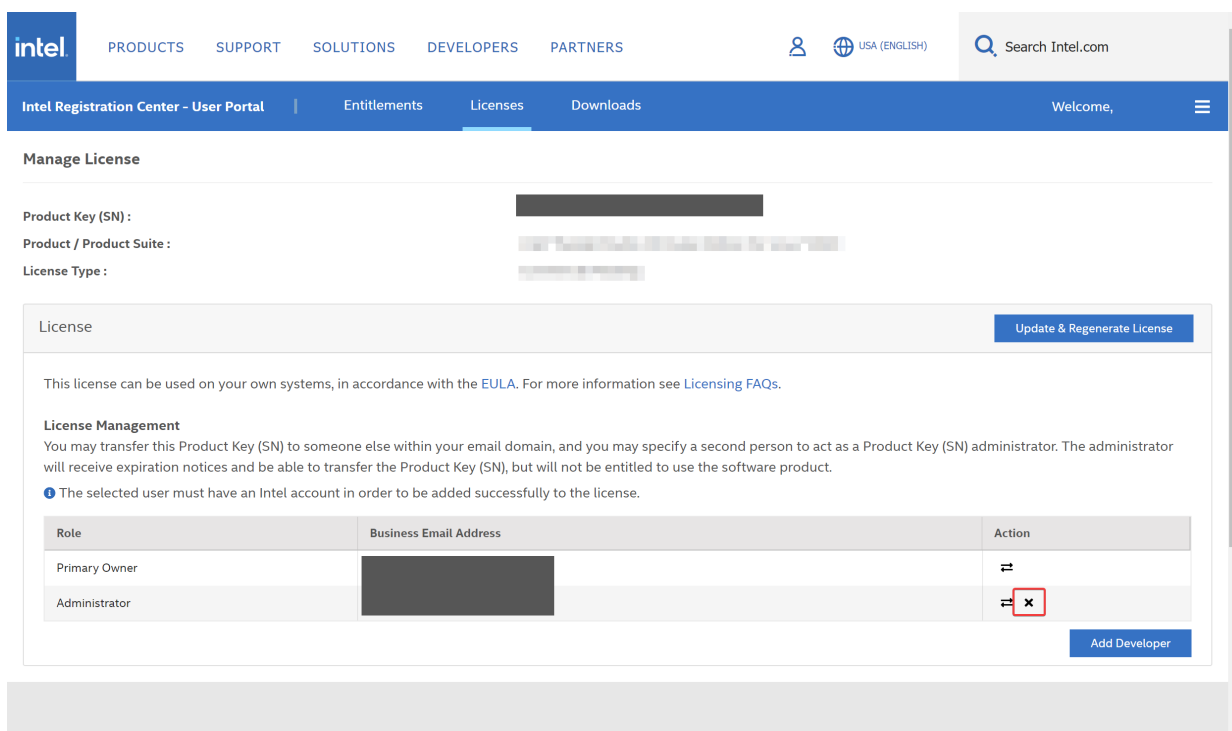 intel.
PRODUCTS SUPPORT SOLUTIONS DEVELOPERS PARTNERS USA (ENGLISH) Search Intel.com
Intel Registration Center - User Portal | Entitlements Licenses Downloads Welcome,
Manage License
Product Key (SN) :
Product / Product Suite :
License Type :
License Update & Regenerate License
This license can be used on your own systems, in accordance with the EULA. For more information see Licensing FAQs.
License Management
You may transfer this Product Key (SN) to someone else within your email domain, and you may specify a second person to act as a Product Key (SN) administrator. The administrator
will receive expiration notices and be able to transfer the Product Key (SN), but will not be entitled to use the software product.
The selected user must have an Intel account in order to be added successfully to the license.
Role Business Email Address Action
Primary Owner
Administrator
Add Developer